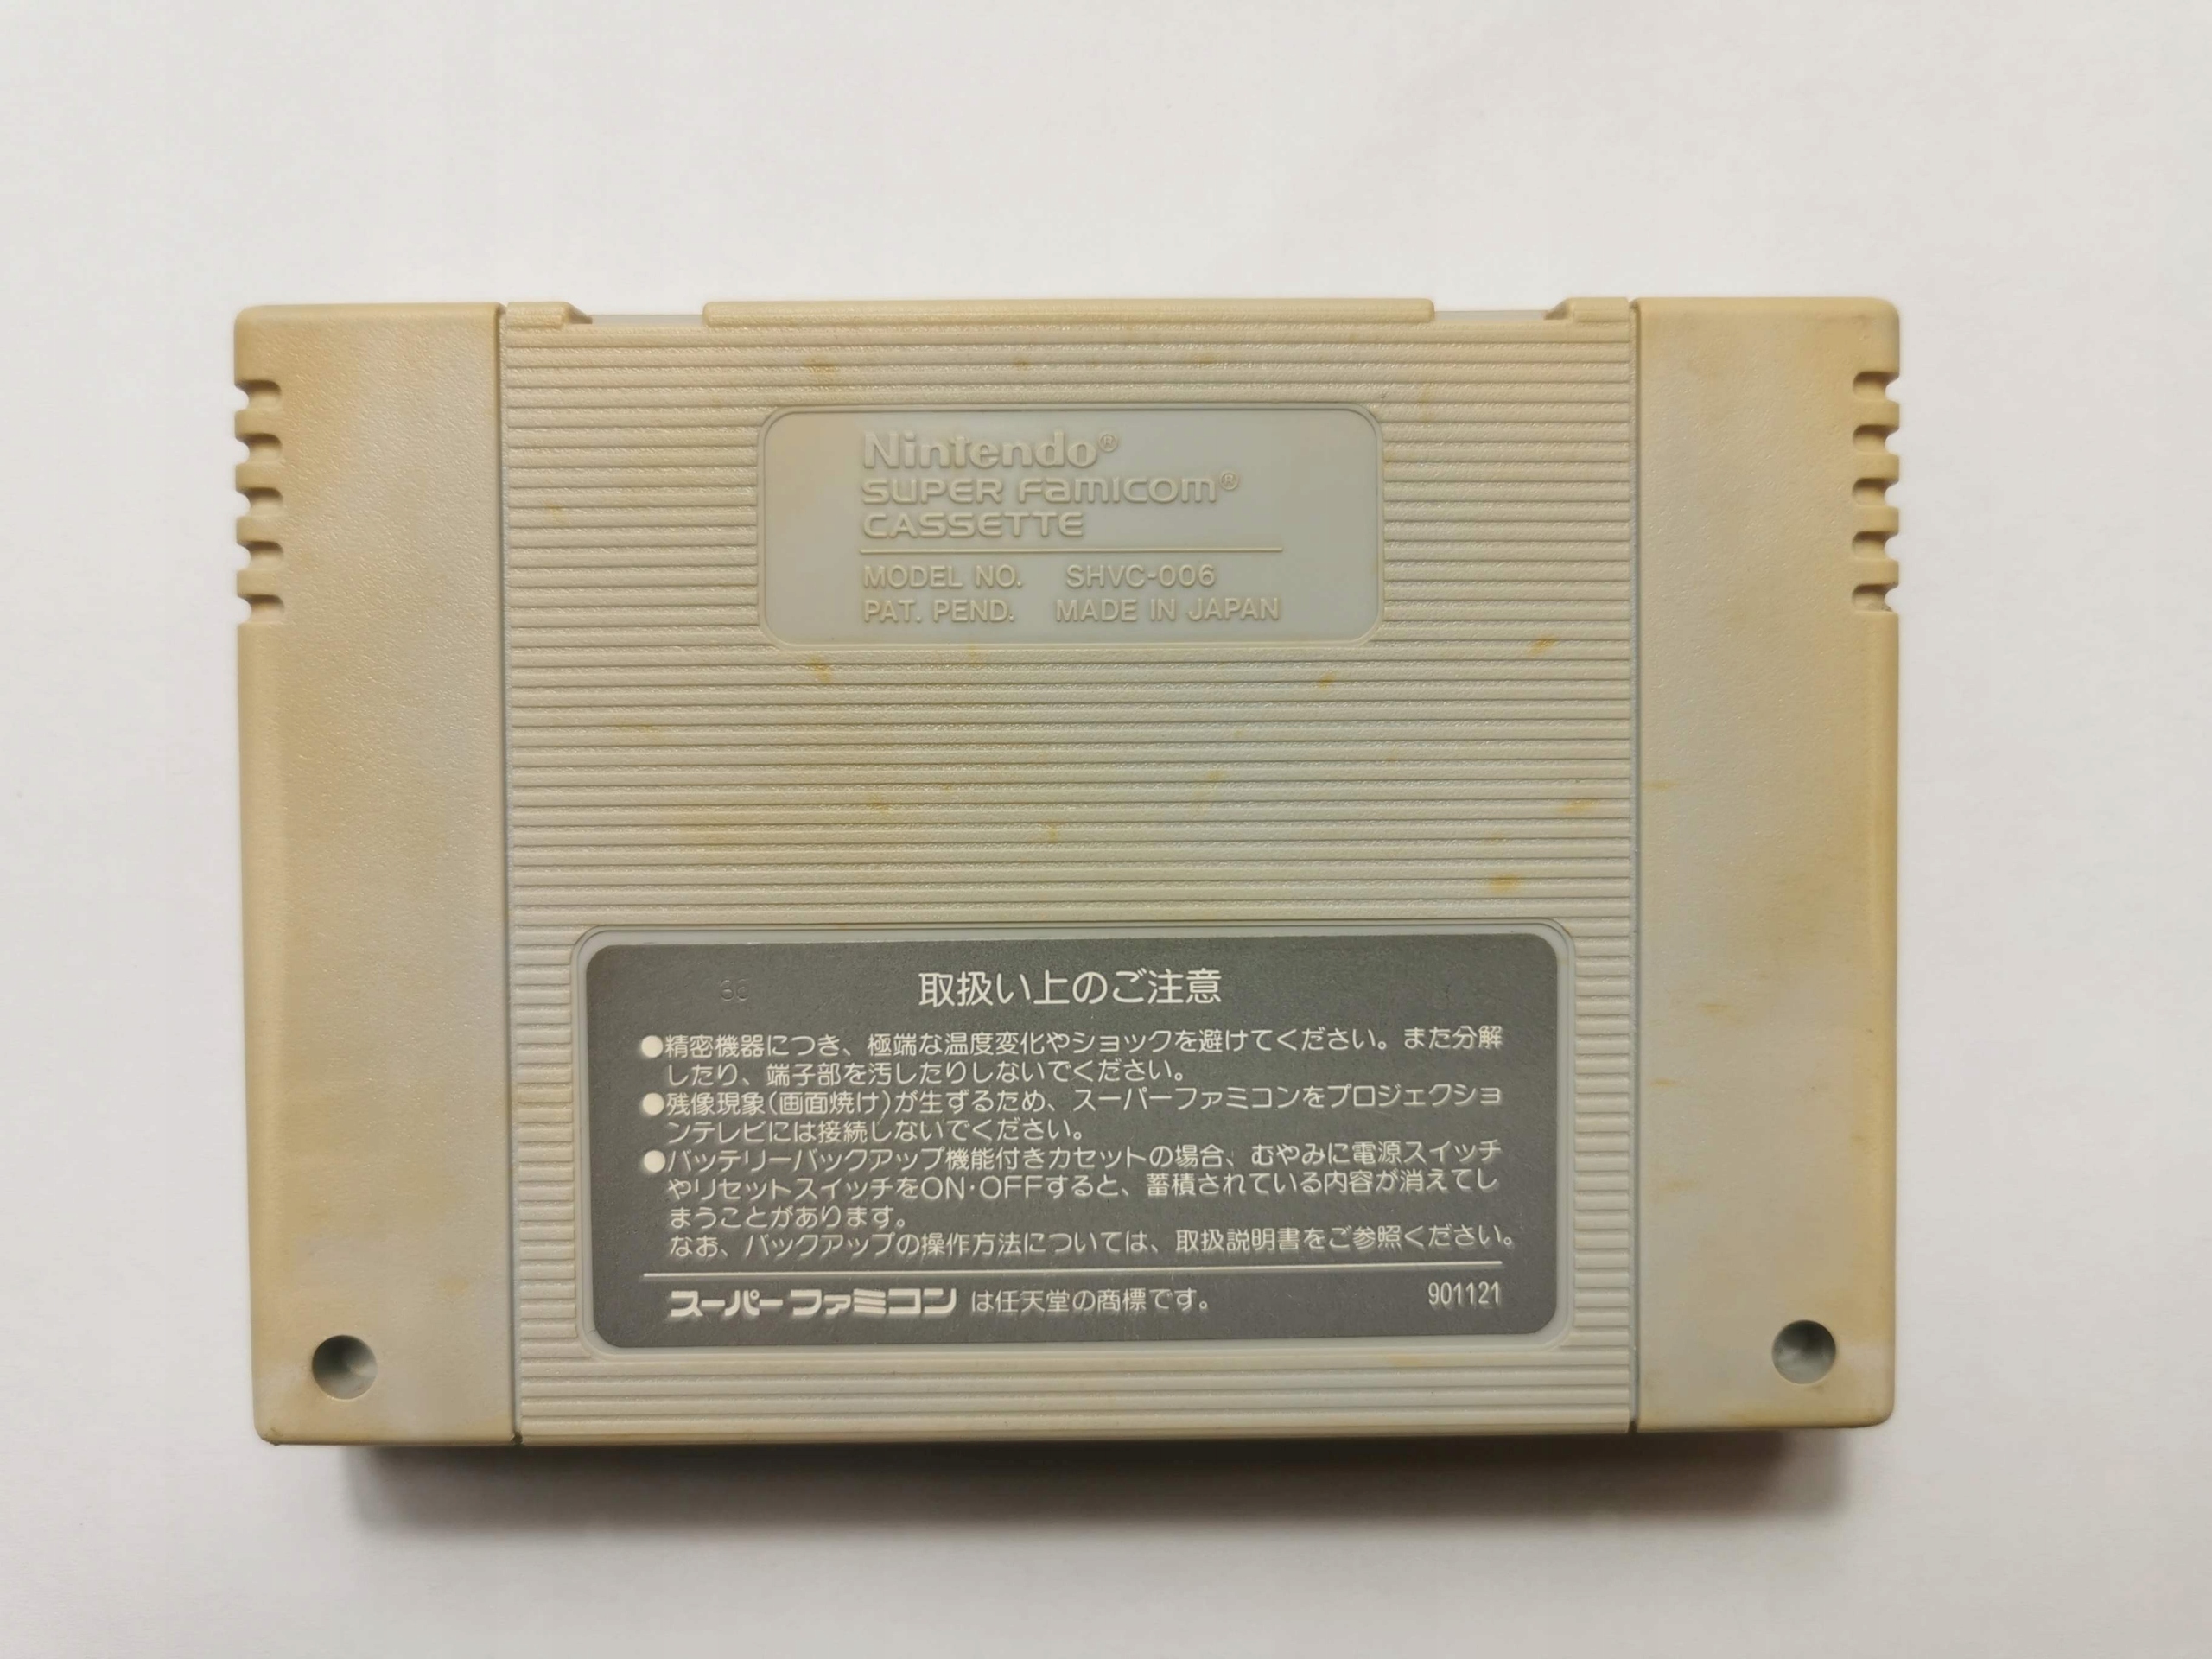 Nintendo®
SUPER FAMICOM®
CASSETTE
MODEL NO. SHVC-006
PAT. PEND. MADE IN JAPAN
取扱い上のご注意
●精密機器につき、極端な温度変化やショックを避けてください。また分解
したり、端子部を汚したりしないでください。
●残像現象(画面焼け)が生ずるため、スーパーファミコンをプロジェクショ
ンテレビには接続しないでください。
●バッテリーバックアップ機能付きカセットの場合、むやみに電源スイッチ
やリセットスイッチをON・OFFすると、蓄積されている内容が消えてし
まうことがあります。
なお、バックアップの操作方法については、取扱説明書をご参照ください。
スーパーファミコン は任天堂の商標です。 901121